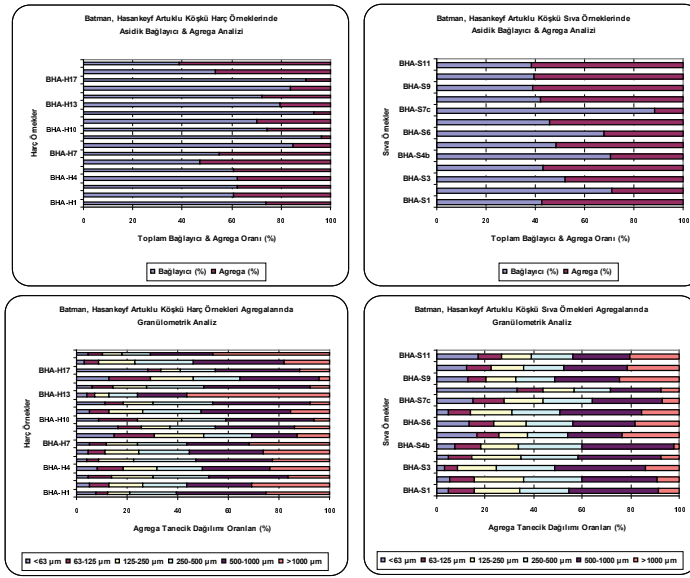 Batman, Hasankeyf Artuklu Köşkü Harç Örneklerinde
Asidik Bağlayıcı & Agrega Analizi
Harç Örnekler
BHA-H17
BHA-H13
BHA-H10
BHA-H7
BHA-H4
BHA-H1
0 20 40 60 80 100
Toplam Bağlayıcı & Agrega Oranı (%)
Bağlayıcı (%) Agrega (%)
Batman, Hasankeyf Artuklu Köşkü Sıva Örneklerinde
Asidik Bağlayıcı & Agrega Analizi
Sıva Örnekler
BHA-S11
BHA-S9
BHA-S7c
BHA-S6
BHA-S4b
BHA-S3
BHA-S1
0 20 40 60 80 100
Toplam Bağlayıcı & Agrega Oranı (%)
Bağlayıcı (%) Agrega (%)
Batman, Hasankeyf Artuklu Köşkü Harç Örnekleri Agregalarında
Granülometrik Analiz
Harç Örnekler
BHA-H17
BHA-H13
BHA-H10
BHA-H7
BHA-H4
BHA-H1
0 20 40 60 80 100
Agrega Tanecik Dağılımı Oranları (%)
<63 µm 63-125 µm 125-250 µm 250-500 µm 500-1000 µm >1000 µm
Batman, Hasankeyf Artuklu Köşkü Sıva Örnekleri Agregalarında
Granülometrik Analiz
Sıva Örnekler
BHA-S11
BHA-S9
BHA-S7c
BHA-S6
BHA-S4b
BHA-S3
BHA-S1
0 20 40 60 80 100
Agrega Tanecik Dağılımı Oranları (%)
<63 µm 63-125 µm 125-250 µm 250-500 µm 500-1000 µm >1000 µm